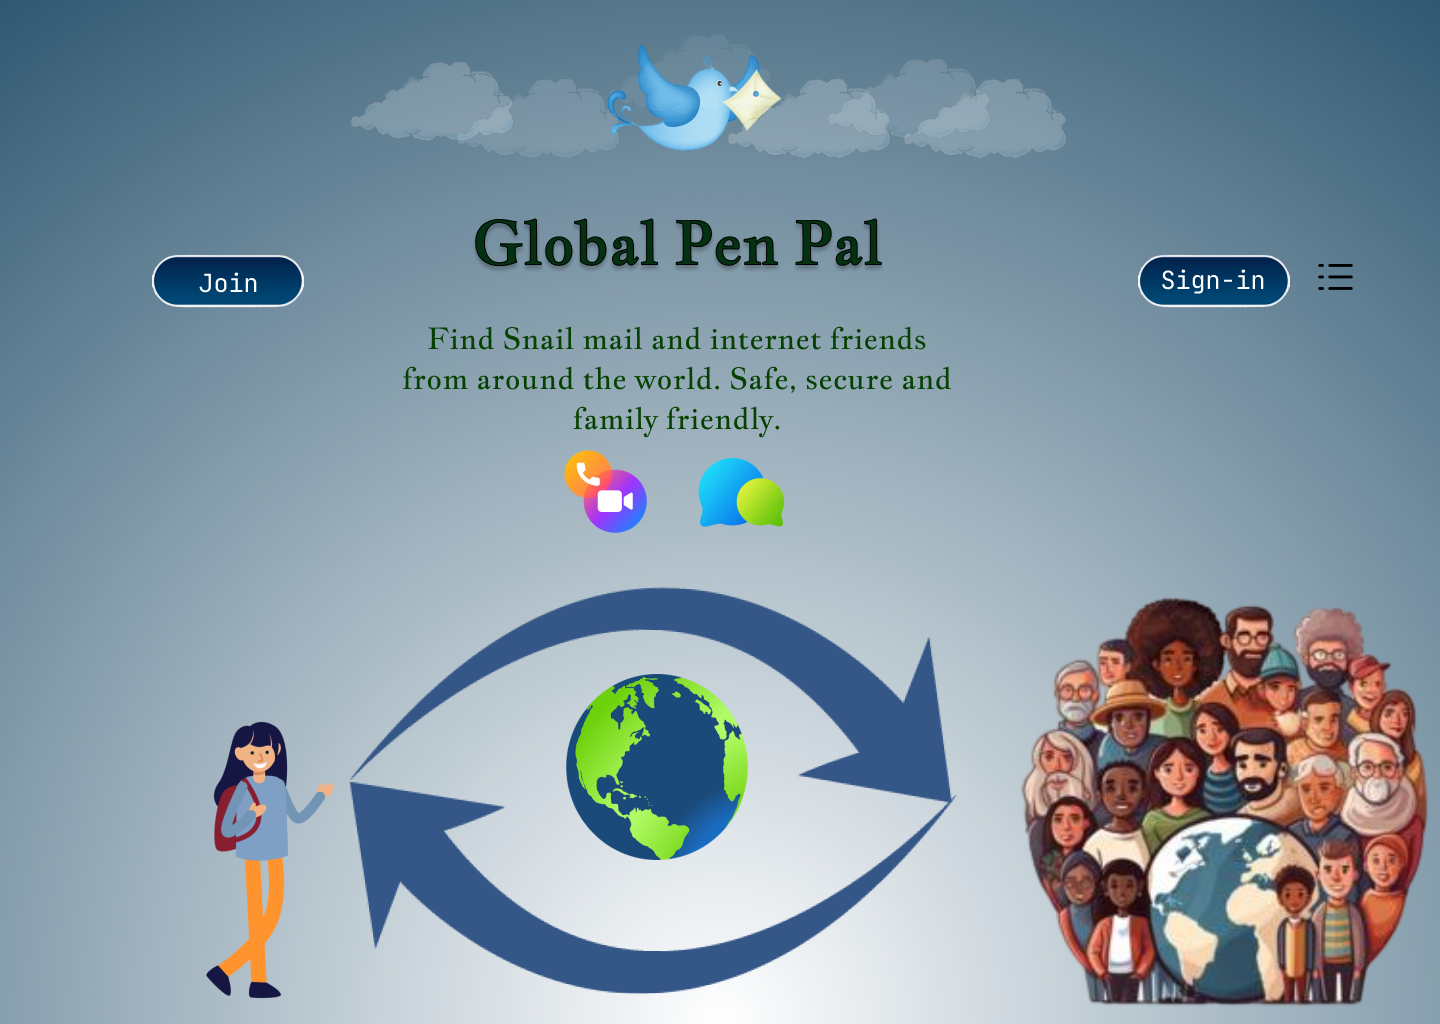 Global Pen Pal
Join
Sign-in
Find Snail mail and internet friends
from around the world. Safe, secure and
family friendly.